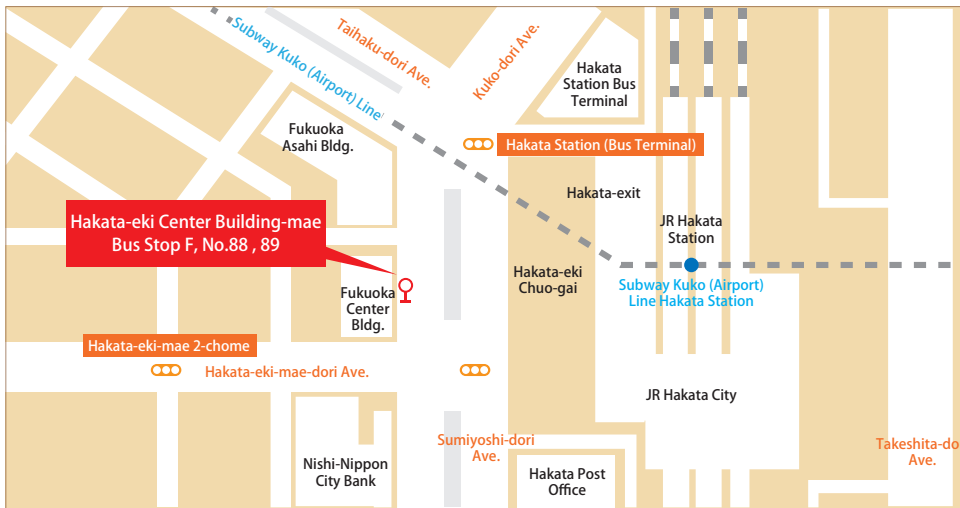 Taihaku-dori Ave.
Subway Kuko (Airport) Line
Kuko-dori Ave.
Hakata
Station Bus
Terminal
Fukuoka
Asahi Bldg.
Hakata Station (Bus Terminal)
Hakata-exit
JR Hakata
Station
Hakata-eki Center Building-mae
Bus Stop F, No.88 , 89
Hakata-eki
Chuo-gai
Subway Kuko (Airport)
Line Hakata Station
Fukuoka
Center
Bldg.
Hakata-eki-mae 2-chome
Hakata-eki-mae-dori Ave.
JR Hakata City
Sumiyoshi-dori
Ave.
Takeshita-do
Ave.
Nishi-Nippon
City Bank
Hakata Post
Office